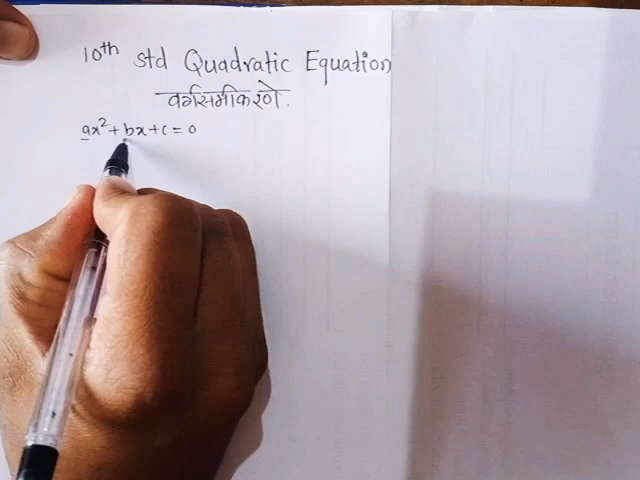 10th std Quadratic Equation
वर्गसमीकरणे.
ax² + bx + c = 0